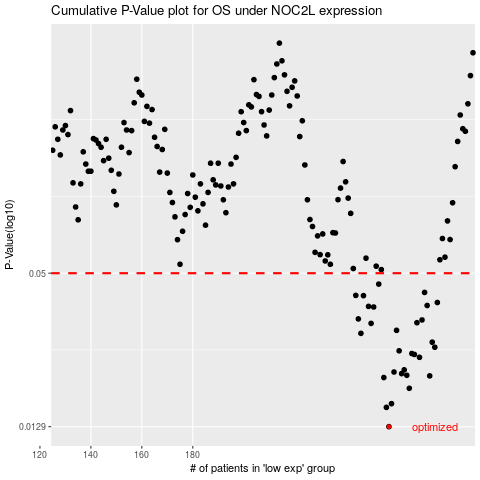 Cumulative P-Value plot for OS under NOC2L expression
P-Value(log10)
0.05
0.0129
optimized
120 140 160 180
# of patients in 'low exp' group